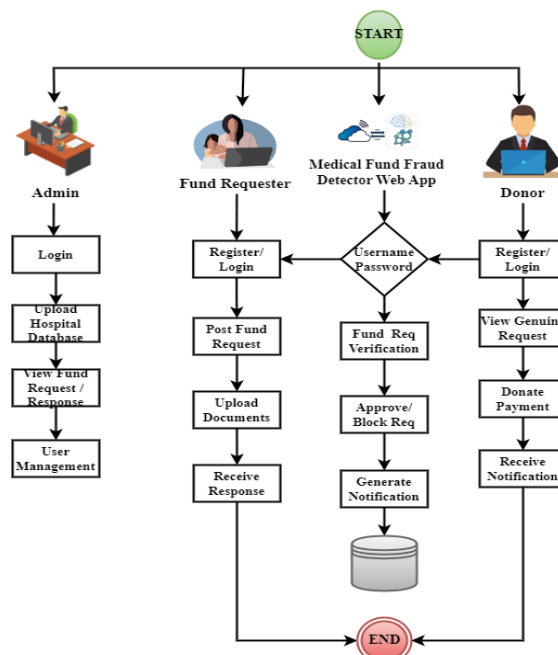 START
Admin
Fund Requester
Medical Fund Fraud
Detector Web App
Donor
Login
Upload
Hospital
Database
View Fund
Request /
Response
User
Management
Register/
Login
Post Fund
Request
Upload
Documents
Receive
Response
Username
Password
Fund Req
Verification
Approve/
Block Req
Generate
Notification
Register/
Login
View Genuin
Request
Donate
Payment
Receive
Notification
END